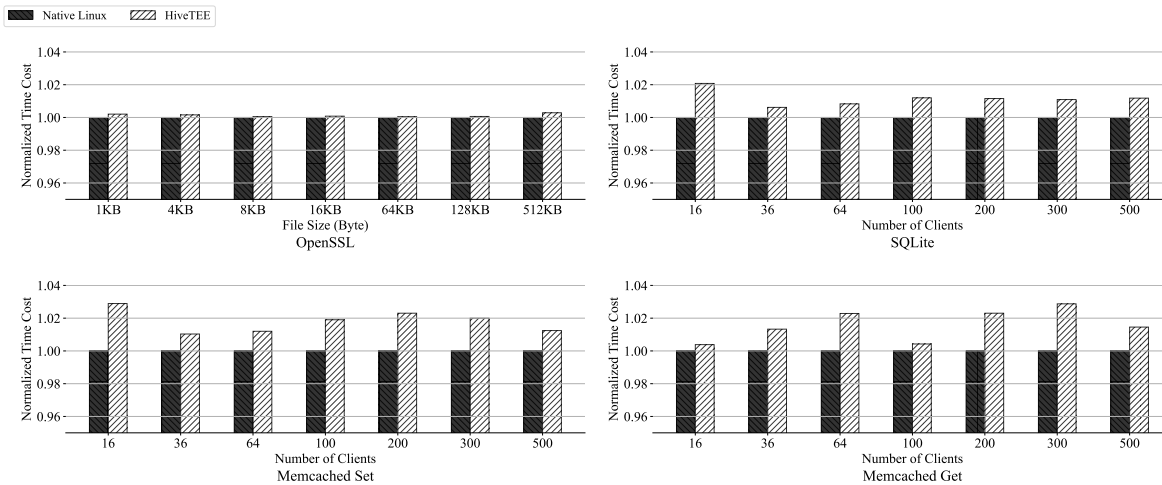 Native Linux HiveTEE
Normalized Time Cost
1.04
1.02
1.00
0.98
0.96
1KB 4KB 8KB 16KB 64KB 128KB 512KB
File Size (Byte)
OpenSSL
Normalized Time Cost
1.04
1.02
1.00
0.98
0.96
16 36 64 100 200 300 500
Number of Clients
SQLite
Normalized Time Cost
1.04
1.02
1.00
0.98
0.96
16 36 64 100 200 300 500
Number of Clients
Memcached Set
Normalized Time Cost
1.04
1.02
1.00
0.98
0.96
16 36 64 100 200 300 500
Number of Clients
Memcached Get